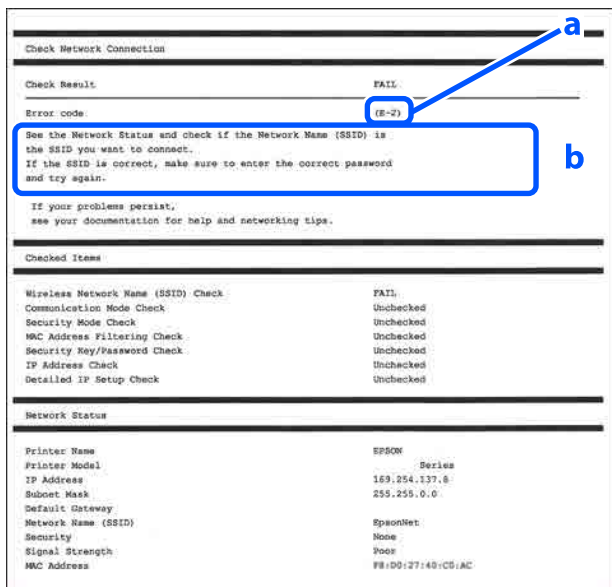 a
Check Network Connection
Check Result FAIL
Error code (E-2)
See the Network Status and check if the Network Name (SSID) is
the SSID you want to connect.
If the SSID is correct, make sure to enter the correct password
and try again.
b
If your problems persist,
see your documentation for help and networking tips.
Checked Items
Wireless Network Name (SSID) Check FAIL
Communication Mode Check Unchecked
Security Mode Check Unchecked
MAC Address Filtering Check Unchecked
Security Key/Password Check Unchecked
IP Address Check Unchecked
Detailed IP Setup Check Unchecked
Network Status
Printer Name EPSON
Printer Model Series
IP Address 169.254.137.8
Subnet Mask 255.255.0.0
Default Gateway
Network Name (SSID) EpsonNet
Security None
Signal Strength Poor
MAC Address F8:D0:27:40:C0:AC